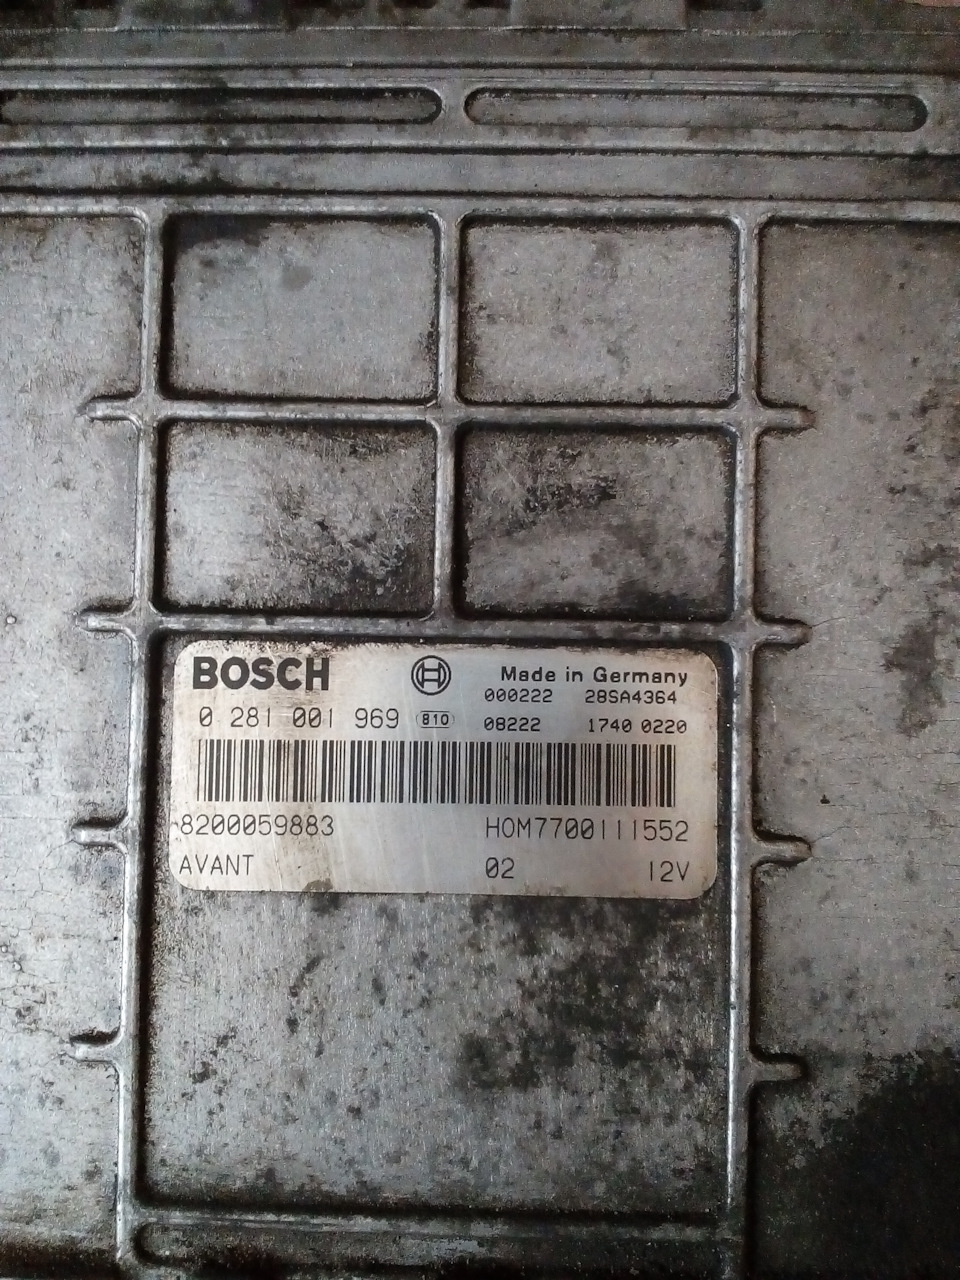 BOSCH Made in Germany
000222 28SA4364
0 281 001 969 810 08222 1740 0220
8200059883 HOM7700111552
AVANT 02 12V